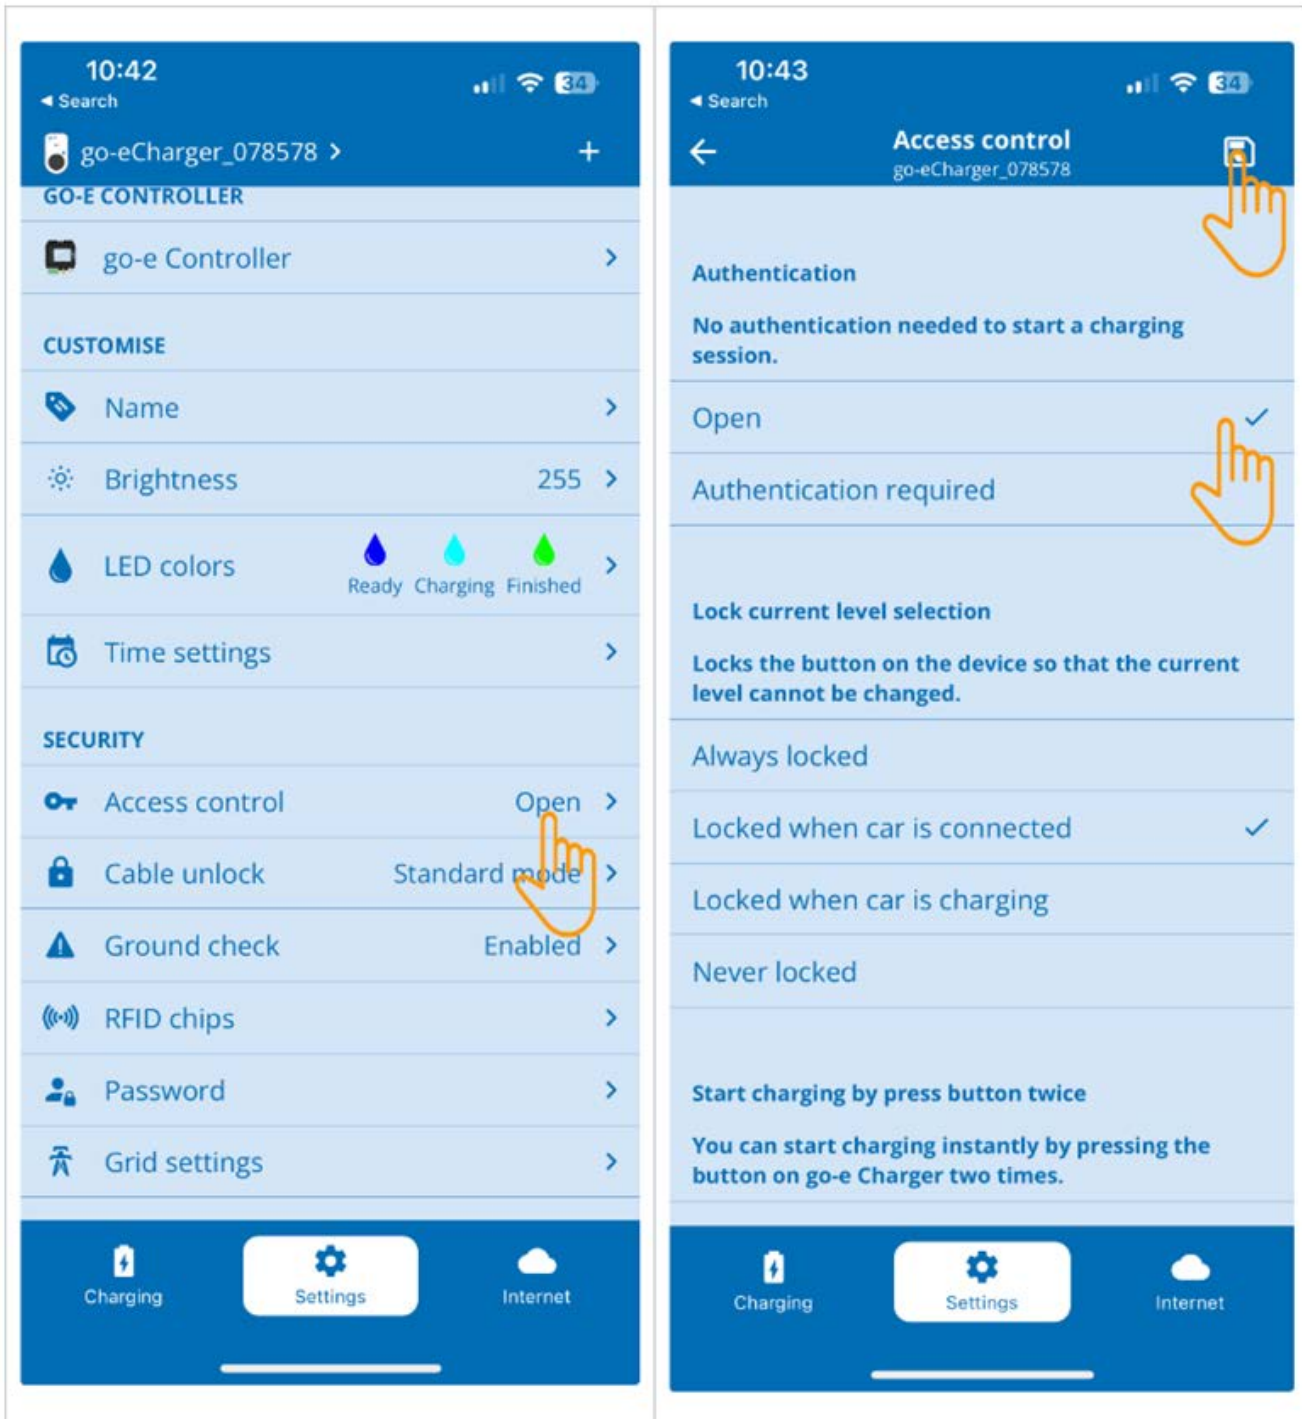 10:42
34
◄ Search
go-eCharger_078578 >
+
GO-E CONTROLLER
go-e Controller
CUSTOMISE
Name
Brightness 255
LED colors
Ready Charging Finished
Time settings
SECURITY
Access control Open
Cable unlock Standard mode
Ground check Enabled
RFID chips
Password
Grid settings
Charging Settings Internet
10:43
34
◄ Search
Access control
go-eCharger_078578
Authentication
No authentication needed to start a charging
session.
Open
Authentication required
Lock current level selection
Locks the button on the device so that the current
level cannot be changed.
Always locked
Locked when car is connected
Locked when car is charging
Never locked
Start charging by press button twice
You can start charging instantly by pressing the
button on go-e Charger two times.
Charging Settings Internet